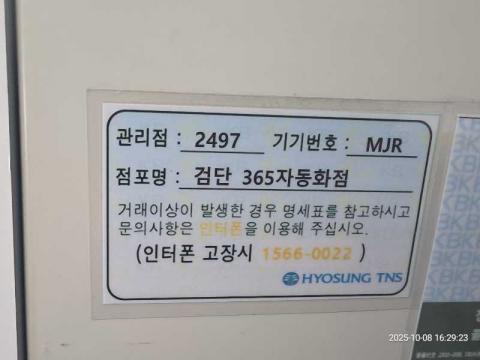 관리점 : 2497 기기번호 : MJR
점포명 : 검단 365자동화점
거래이상이 발생한 경우 명세표를 참고하시고
문의사항은 인터폰을 이용해 주십시오.
(인터폰 고장시 1566-0022 )
HYOSUNG TNS
2025-10-08 16:29:23